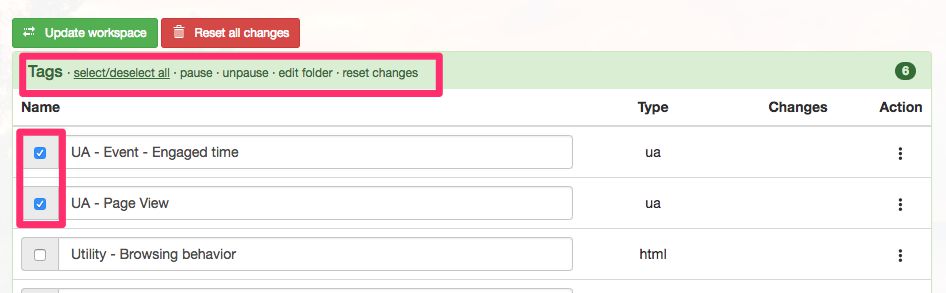 Update workspace Reset all changes
Tags · select/deselect all · pause · unpause · edit folder · reset changes 6
Name Type Changes Action
UA - Event - Engaged time ua
UA - Page View ua
Utility - Browsing behavior html